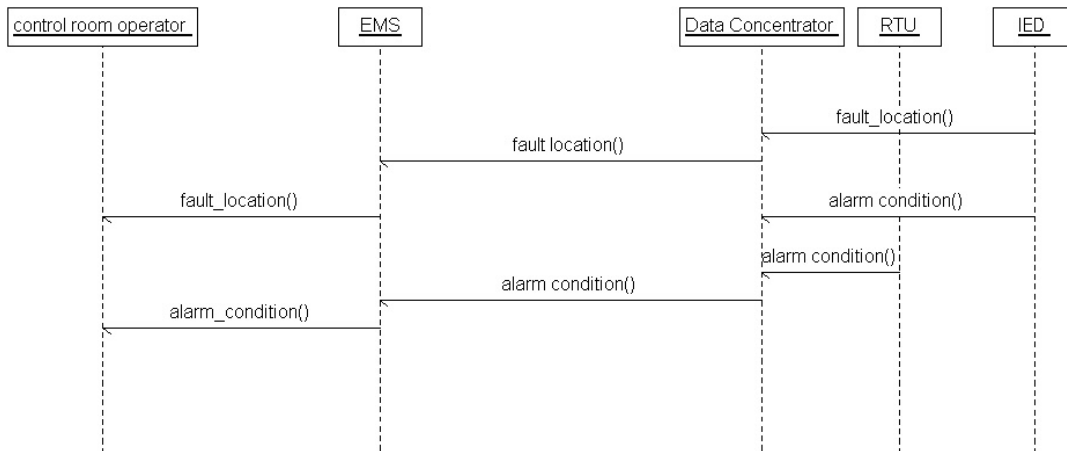 control room operator
EMS
Data Concentrator
RTU
IED
fault_location()
fault location()
fault_location()
alarm condition()
alarm condition()
alarm condition()
alarm_condition()